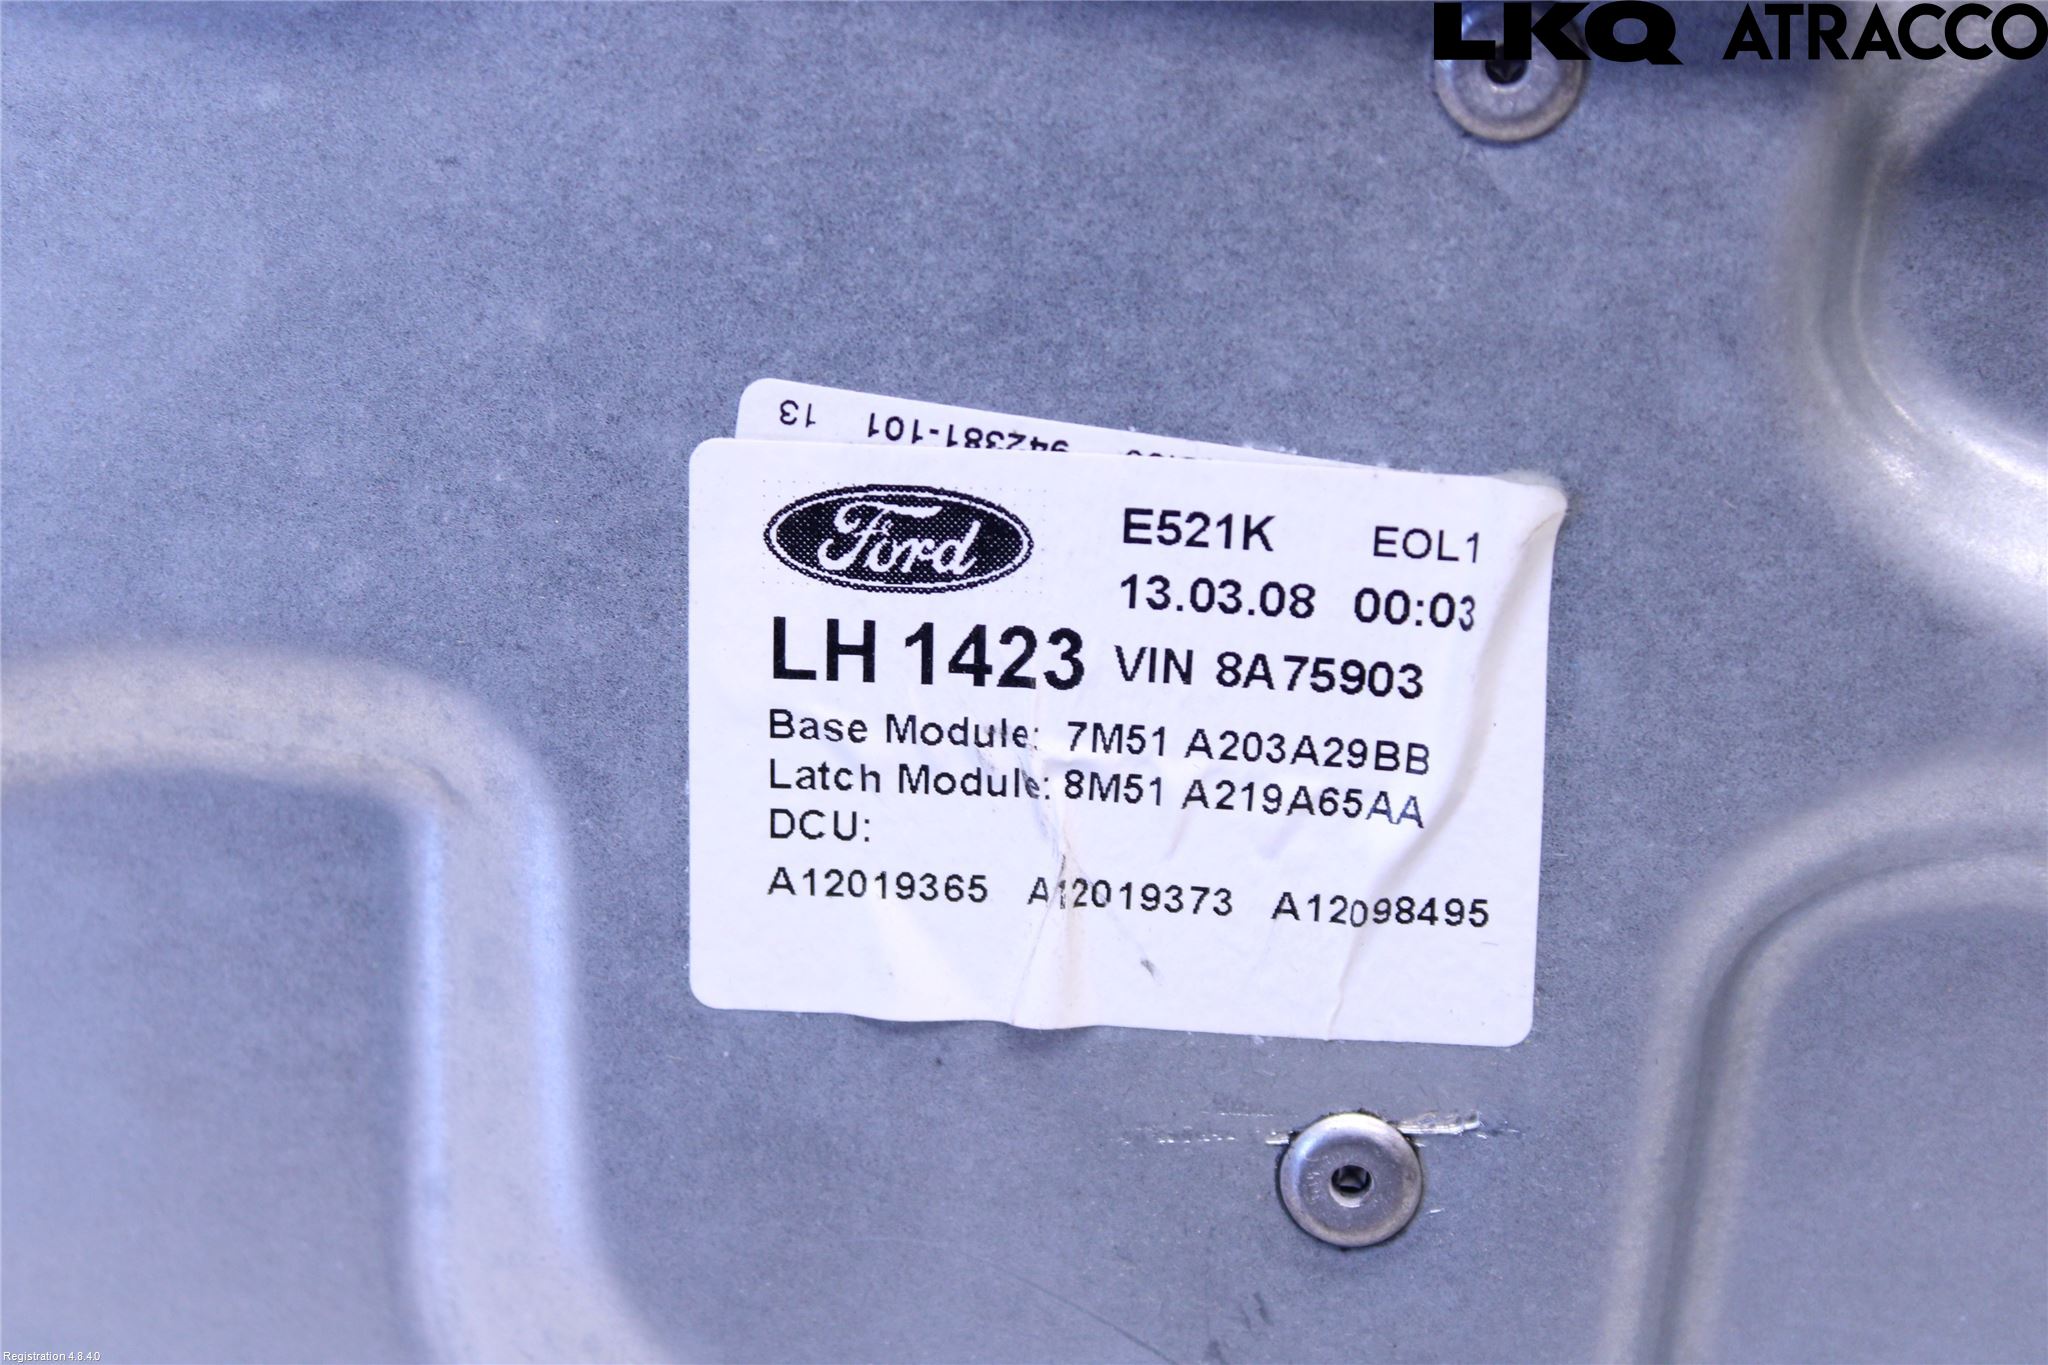 LKQ ATRACCO
13 942381-101
Ford
E521K EOL1
13.03.08 00:03
LH 1423 VIN 8A75903
Base Module: 7M51 A203A29BB
Latch Module: 8M51 A219A65AA
DCU:
A12019365 A12019373 A12098495
Registration 4.8.4.0